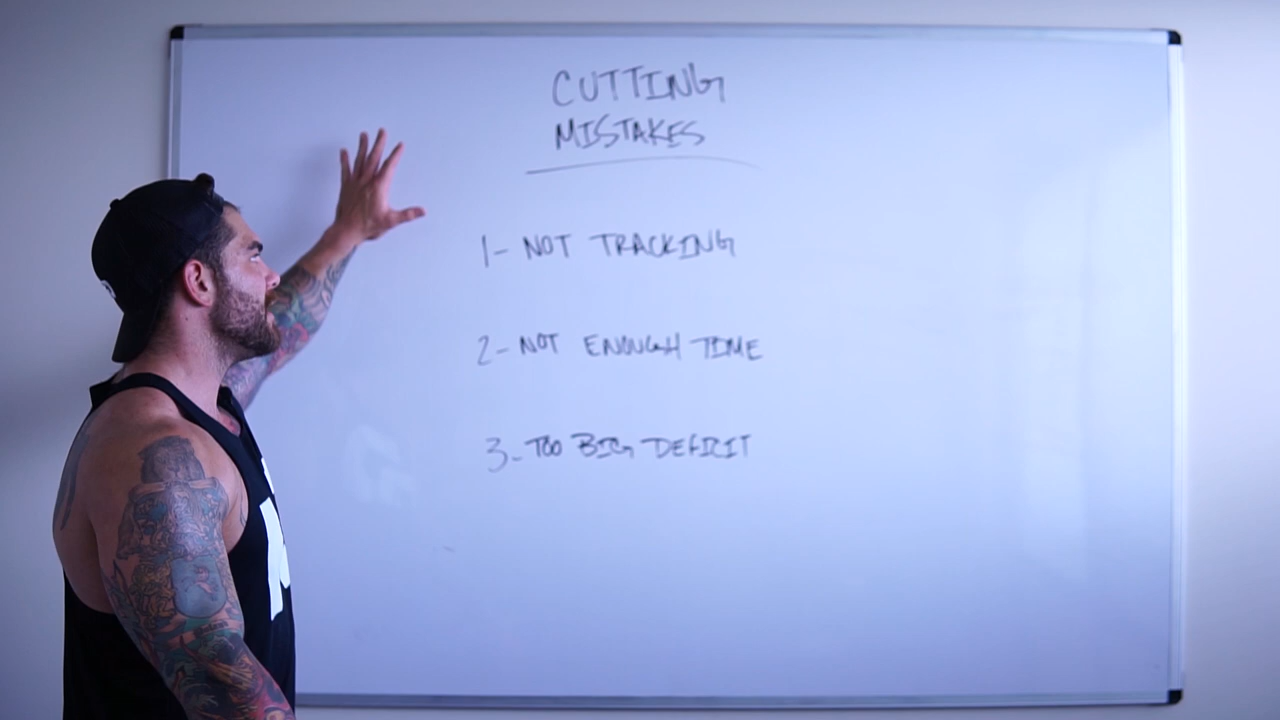 CUTTING
MISTAKES
1- NOT TRACKING
2- NOT ENOUGH TIME
3- TOO BIG DEFICIT